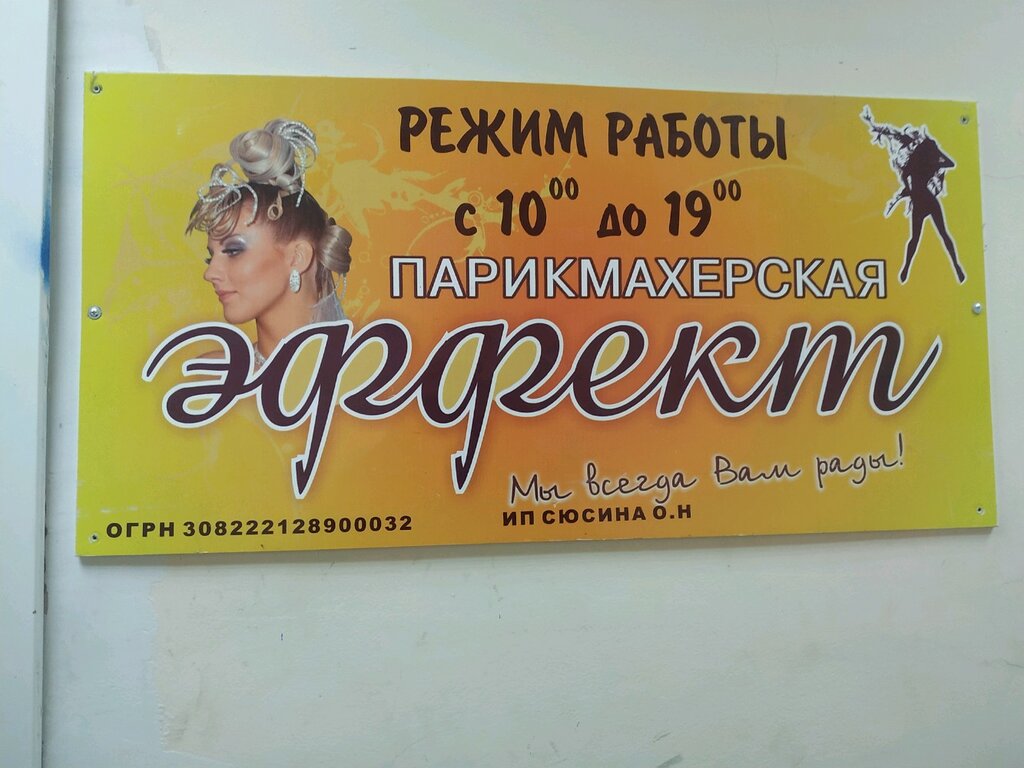 РЕЖИМ РАБОТЫ
с 10⁰⁰ до 19⁰⁰
ПАРИКМАХЕРСКАЯ
эффект
Мы всегда Вам рады!
ОГРН 308222128900032 ИП СЮСИНА О.Н